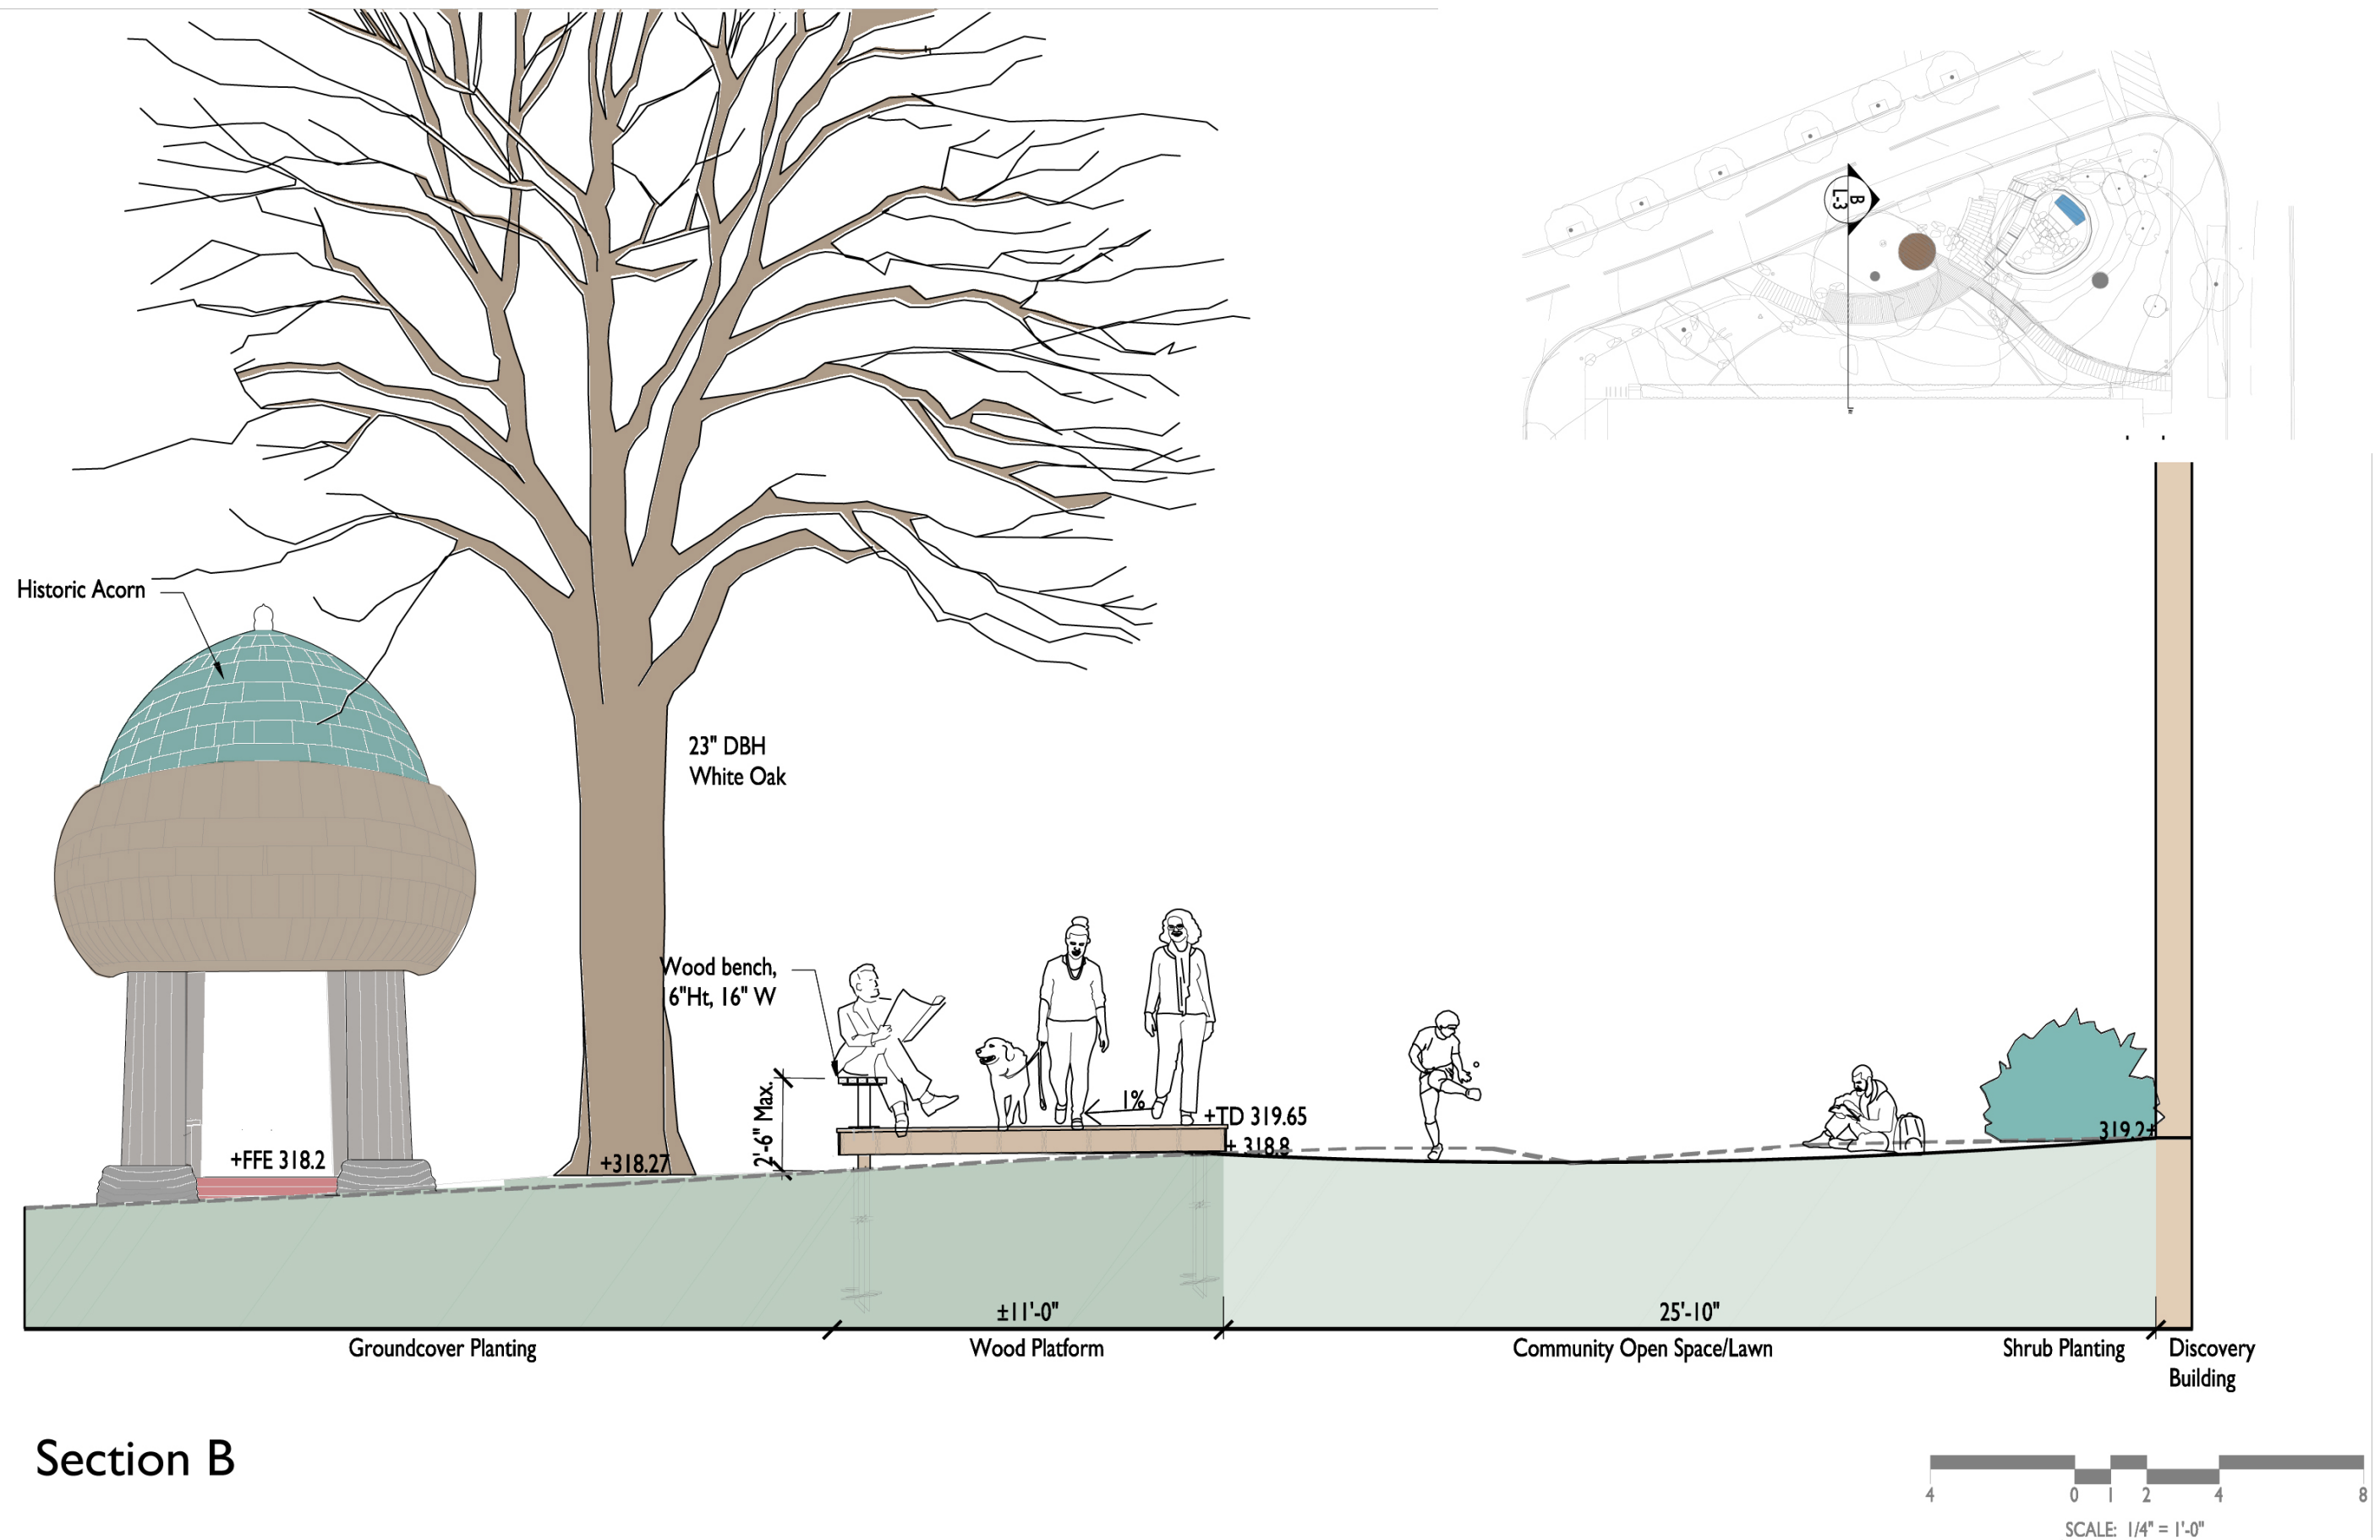 B
L-3
Historic Acorn
23" DBH
White Oak
Wood bench,
6"Ht, 16" W
2'-6" Max.
1%
+TD 319.65
+ 318.8
319.2+
+FFE 318.2
+318.27
±11'-0"
25'-10"
Groundcover Planting
Wood Platform
Community Open Space/Lawn
Shrub Planting
Discovery
Building
Section B
4 0 1 2 4 8
SCALE: 1/4" = 1'-0"